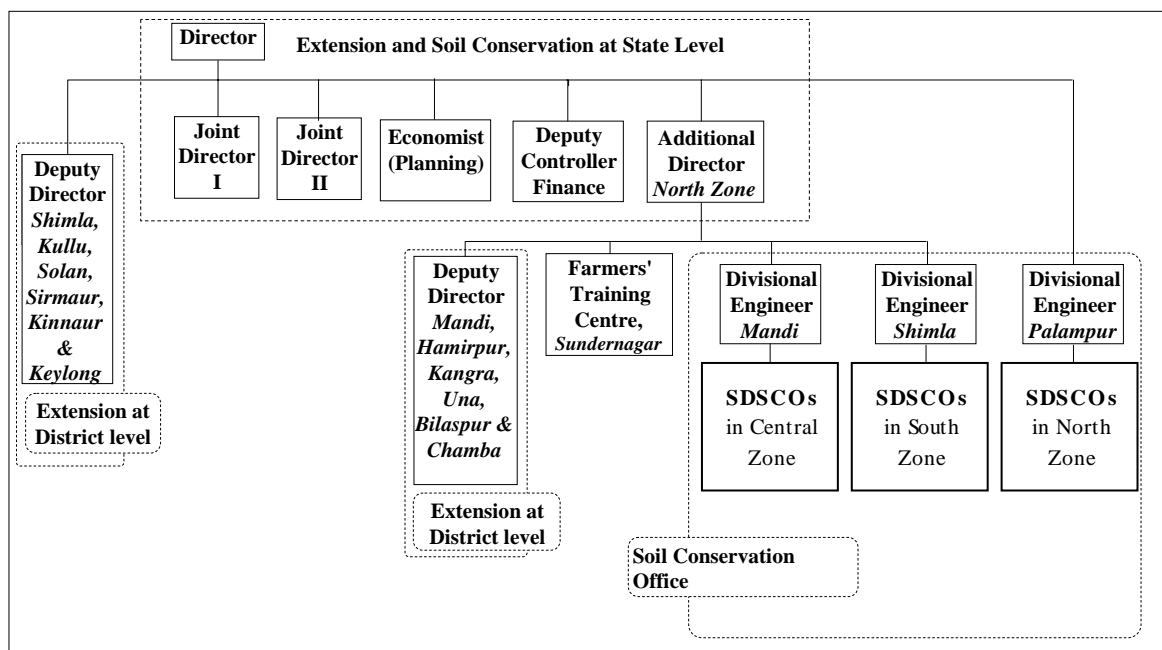 Director
Extension and Soil Conservation at State Level
Joint
Director
I
Joint
Director
II
Economist
(Planning)
Deputy
Controller
Finance
Additional
Director
North Zone
Deputy
Director
Shimla,
Kullu,
Solan,
Sirmaur,
Kinnaur
&
Keylong
Extension at
District level
Deputy
Director
Mandi,
Hamirpur,
Kangra,
Una,
Bilaspur &
Chamba
Extension at
District level
Farmers'
Training
Centre,
Sundernagar
Divisional
Engineer
Mandi
Divisional
Engineer
Shimla
Divisional
Engineer
Palampur
SDSCOs
in Central
Zone
SDSCOs
in South
Zone
SDSCOs
in North
Zone
Soil Conservation
Office